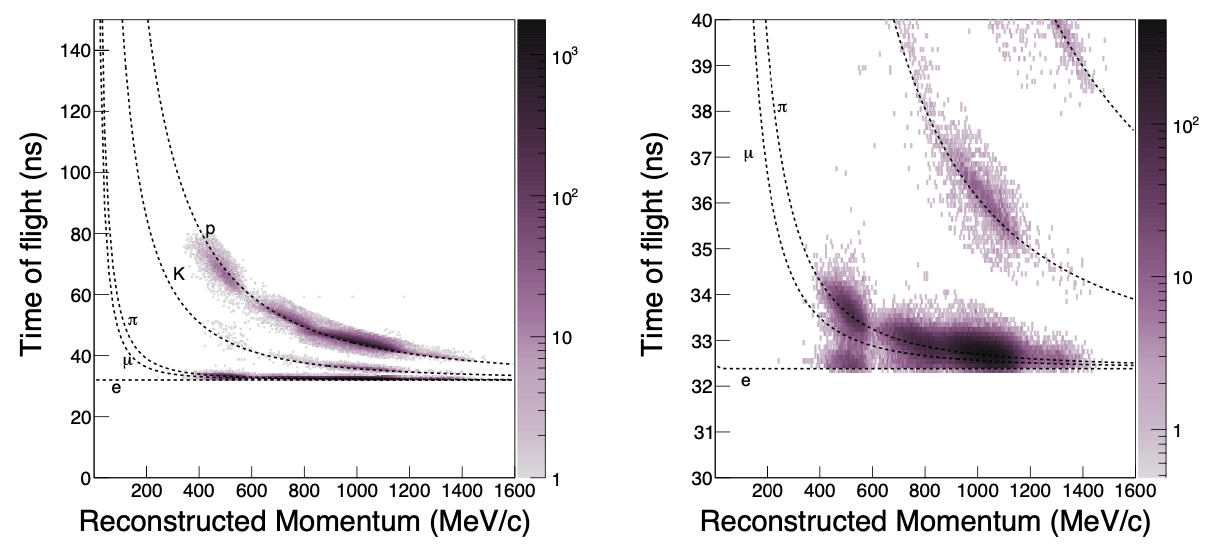 140
120
100
80
60
40
20
0
Time of flight (ns)
p
K
π
μ
e
200 400 600 800 1000 1200 1400 1600
Reconstructed Momentum (MeV/c)
10³
10²
10
1
40
39
38
37
36
35
34
33
32
31
30
Time of flight (ns)
π
μ
e
200 400 600 800 1000 1200 1400 1600
Reconstructed Momentum (MeV/c)
10²
10
1